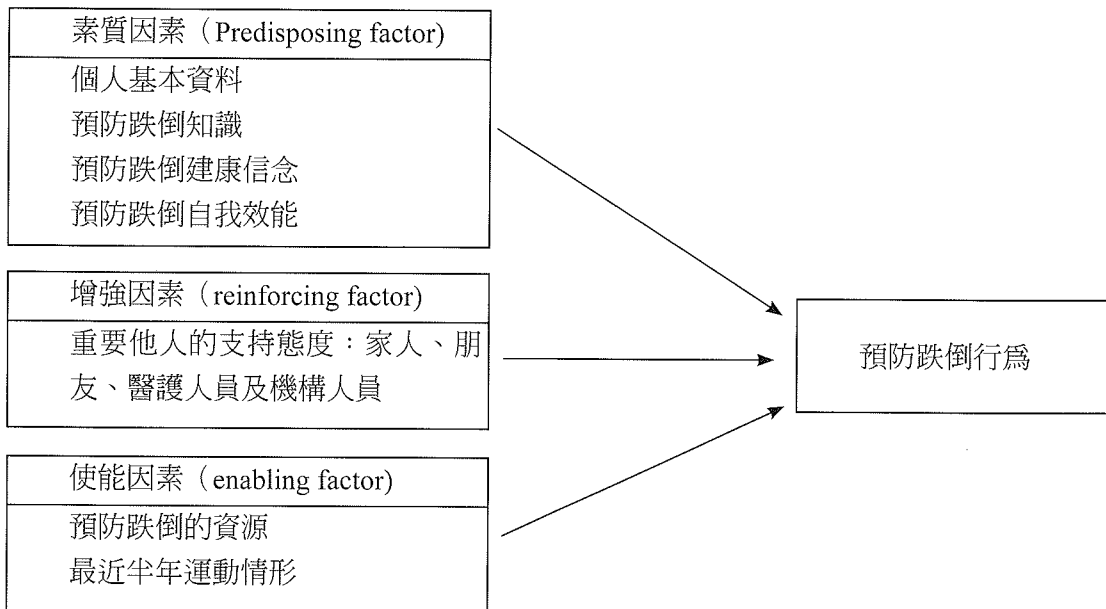 素質因素（Predisposing factor)
個人基本資料
預防跌倒知識
預防跌倒建康信念
預防跌倒自我效能
增強因素（reinforcing factor)
重要他人的支持態度：家人、朋
友、醫護人員及機構人員
使能因素（enabling factor)
預防跌倒的資源
最近半年運動情形
預防跌倒行爲